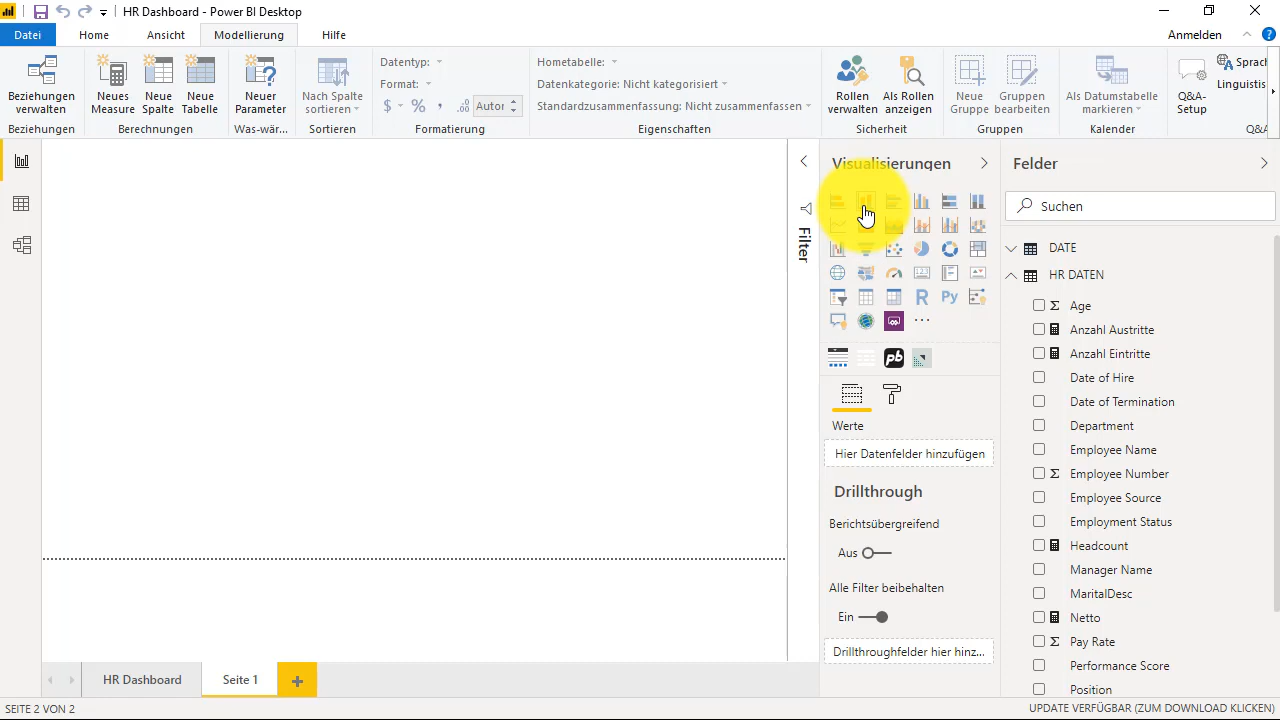 HR Dashboard - Power BI Desktop
Datei
Home
Ansicht
Modellierung
Hilfe
Anmelden
Beziehungen
verwalten
Beziehungen
Neues
Measure
Neue
Spalte
Neue
Tabelle
Berechnungen
Neuer
Parameter
Was-wär...
Nach Spalte
sortieren
Sortieren
Datentyp:
Format:
$ % , Autor
Formatierung
Hometabelle:
Datenkategorie: Nicht kategorisiert
Standardzusammenfassung: Nicht zusammenfassen
Eigenschaften
Rollen
verwalten
Als Rollen
anzeigen
Sicherheit
Neue
Gruppe
Gruppen
bearbeiten
Gruppen
Als Datumstabelle
markieren
Kalender
Q&A-
Setup
Sprach
Linguistis
Q&A
Filter
Visualisierungen
R
Py
pb
Werte
Hier Datenfelder hinzufügen
Drillthrough
Berichtsübergreifend
Aus
Alle Filter beibehalten
Ein
Drillthroughfelder hier hinz...
Felder
Suchen
DATE
HR DATEN
Σ Age
Anzahl Austritte
Anzahl Eintritte
Date of Hire
Date of Termination
Department
Employee Name
Σ Employee Number
Employee Source
Employment Status
Headcount
Manager Name
MaritalDesc
Netto
Σ Pay Rate
Performance Score
Position
HR Dashboard
Seite 1
SEITE 2 VON 2
UPDATE VERFÜGBAR (ZUM DOWNLOAD KLICKEN)